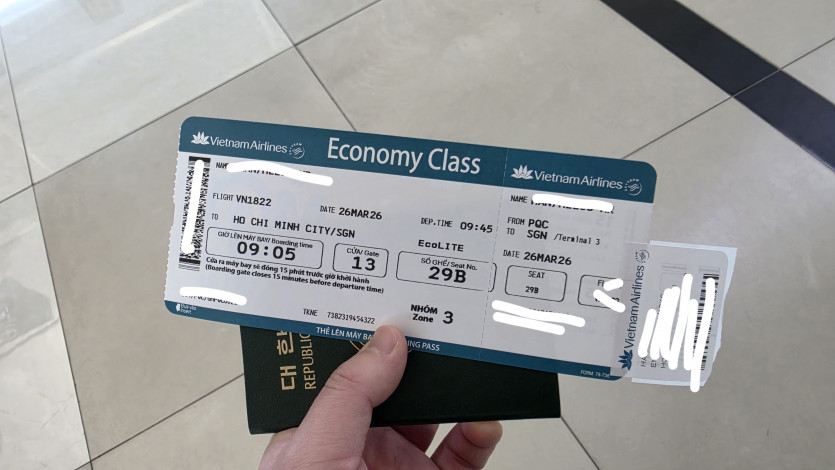 Vietnam Airlines
Economy Class
Vietnam Airlines
FLIGHT VN1822
DATE 26MAR26
DEP.TIME 09:45
TO HO CHI MINH CITY/SGN
EcoLITE
GIỜ LÊN MÁY BAY/ Boarding time
09:05
CỬA/ Gate
13
SỐ GHẾ/ Seat No.
29B
Cửa ra máy bay sẽ đóng 15 phút trước giờ khởi hành
(Boarding gate closes 15 minutes before departure time)
TKNE 7382319454322
NHÓM
Zone 3
THẺ LÊN MÁY BAY
PASS
NAME
FROM PQC
TO SGN /Terminal 3
DATE 26MAR26
SEAT
29B
Vietnam Airlines
대 한
REPUBLIC